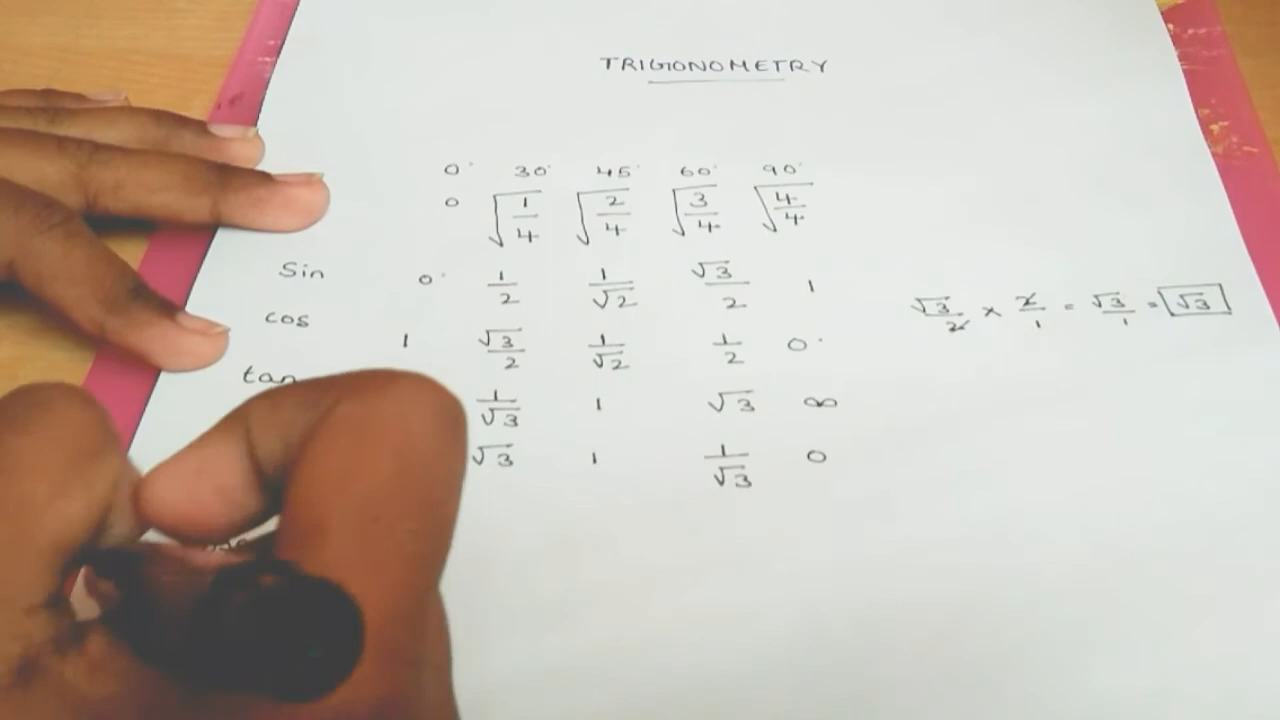 TRIGONOMETRY
0° 30° 45° 60° 90°
0 √1/4 √2/4 √3/4 √4/4
Sin 0 1/2 1/√2 √3/2 1
cos 1 √3/2 1/√2 1/2 0
tan 1/√3 1 √3 ∞
√3 1 1/√3 0
√3/2 × 2/1 = √3/1 = √3